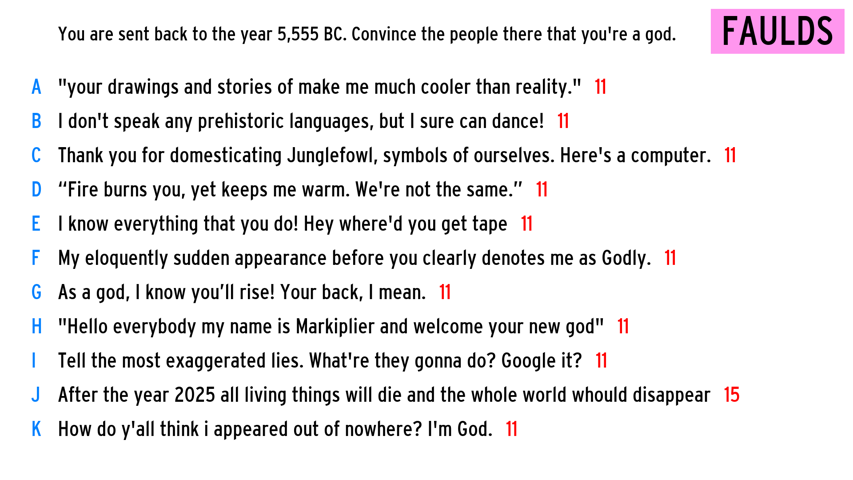 You are sent back to the year 5,555 BC. Convince the people there that you're a god.
FAULDS
A "your drawings and stories of make me much cooler than reality." 11
B I don't speak any prehistoric languages, but I sure can dance! 11
C Thank you for domesticating Junglefowl, symbols of ourselves. Here's a computer. 11
D “Fire burns you, yet keeps me warm. We're not the same.” 11
E I know everything that you do! Hey where'd you get tape 11
F My eloquently sudden appearance before you clearly denotes me as Godly. 11
G As a god, I know you’ll rise! Your back, I mean. 11
H "Hello everybody my name is Markiplier and welcome your new god" 11
I Tell the most exaggerated lies. What're they gonna do? Google it? 11
J After the year 2025 all living things will die and the whole world whould disappear 15
K How do y'all think i appeared out of nowhere? I'm God. 11